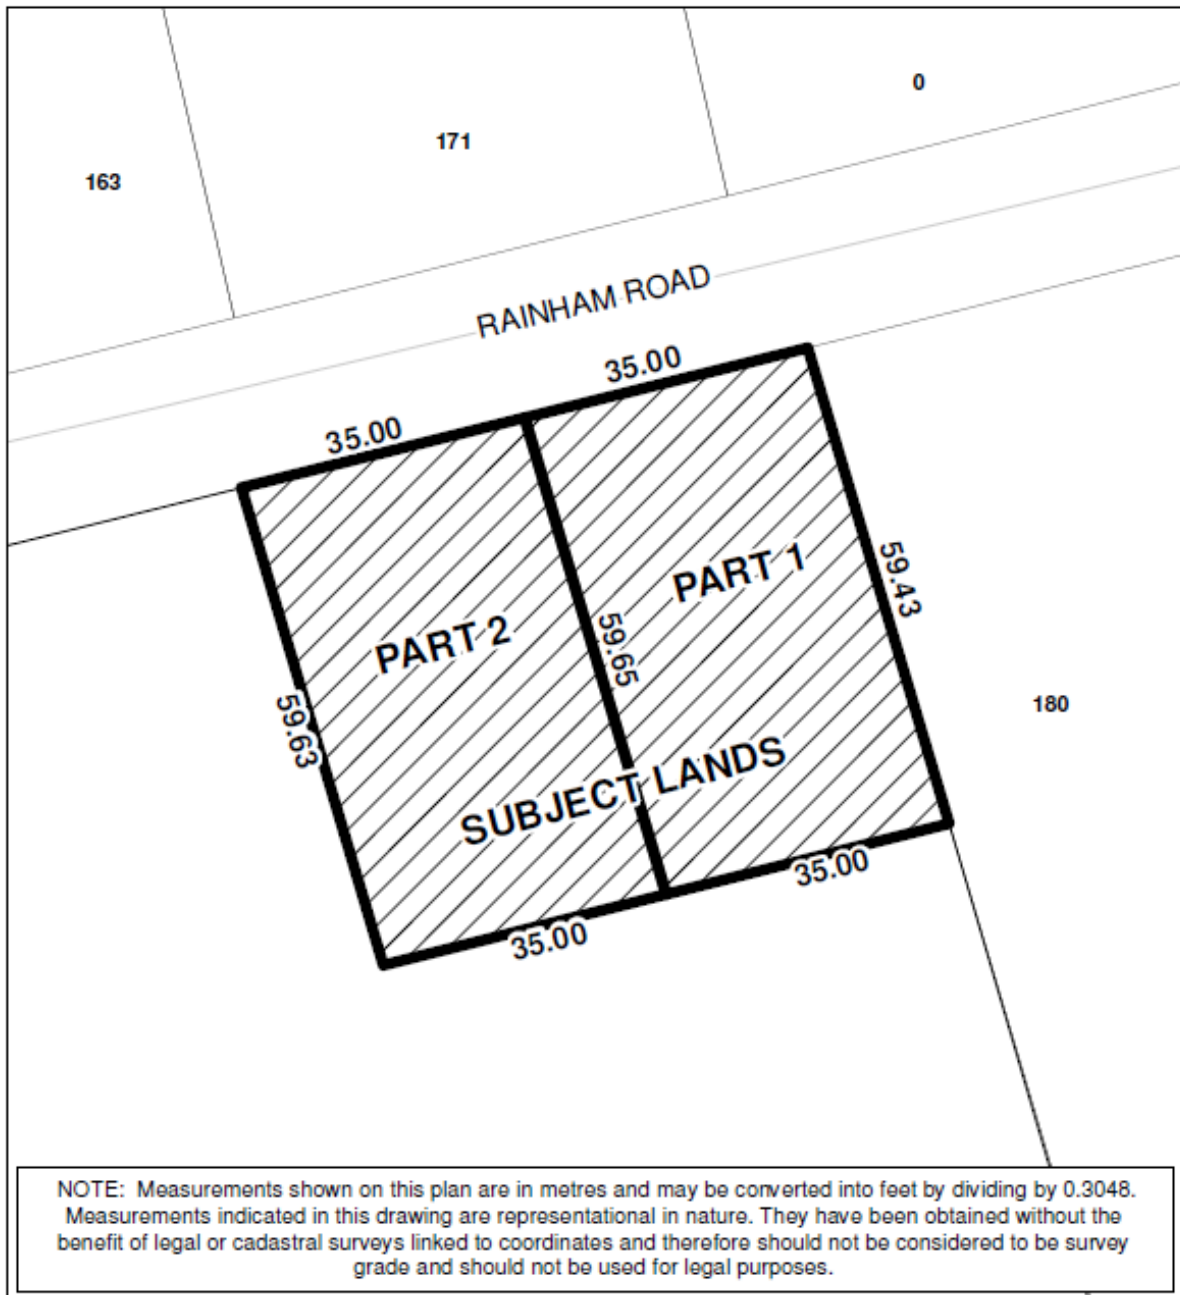 0
171
163
RAINHAM ROAD
35.00
35.00
PART 1
59.43
PART 2
59.65
59.63
180
SUBJECT LANDS
35.00
35.00
NOTE: Measurements shown on this plan are in metres and may be converted into feet by dividing by 0.3048.
Measurements indicated in this drawing are representational in nature. They have been obtained without the
benefit of legal or cadastral surveys linked to coordinates and therefore should not be considered to be survey
grade and should not be used for legal purposes.